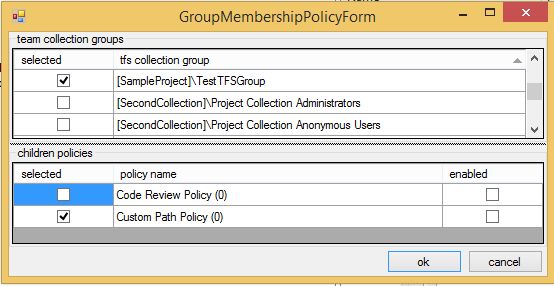 GroupMembershipPolicyForm
team collection groups
selected tfs collection group
[SampleProject]\TestTFSGroup
[SecondCollection]\Project Collection Administrators
[SecondCollection]\Project Collection Anonymous Users
children policies
selected policy name enabled
Code Review Policy (0)
Custom Path Policy (0)
ok cancel